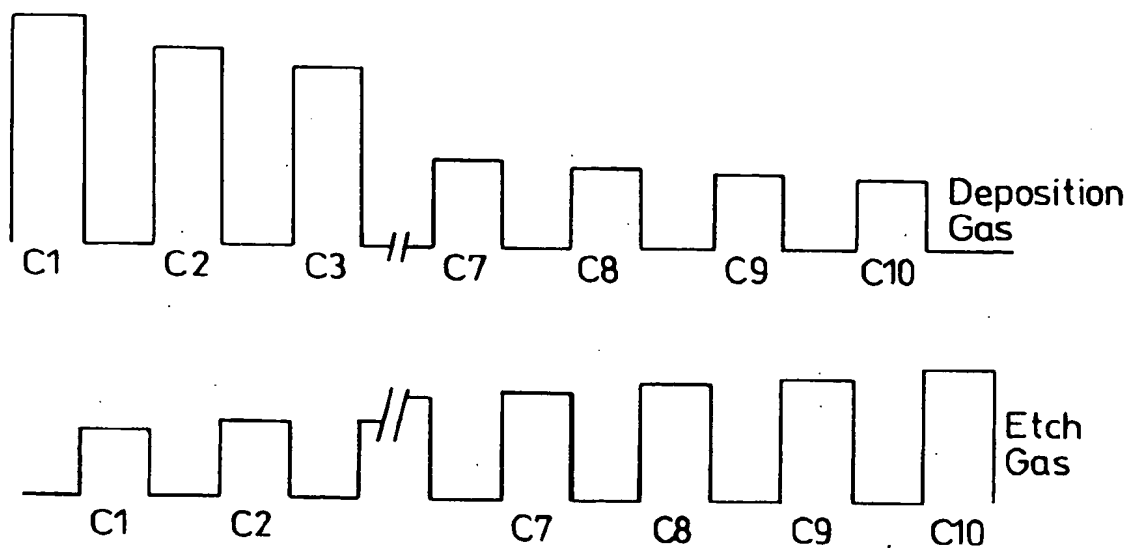 Deposition
Gas
C1 C2 C3 C7 C8 C9 C10
Etch
Gas
C1 C2 C7 C8 C9 C10